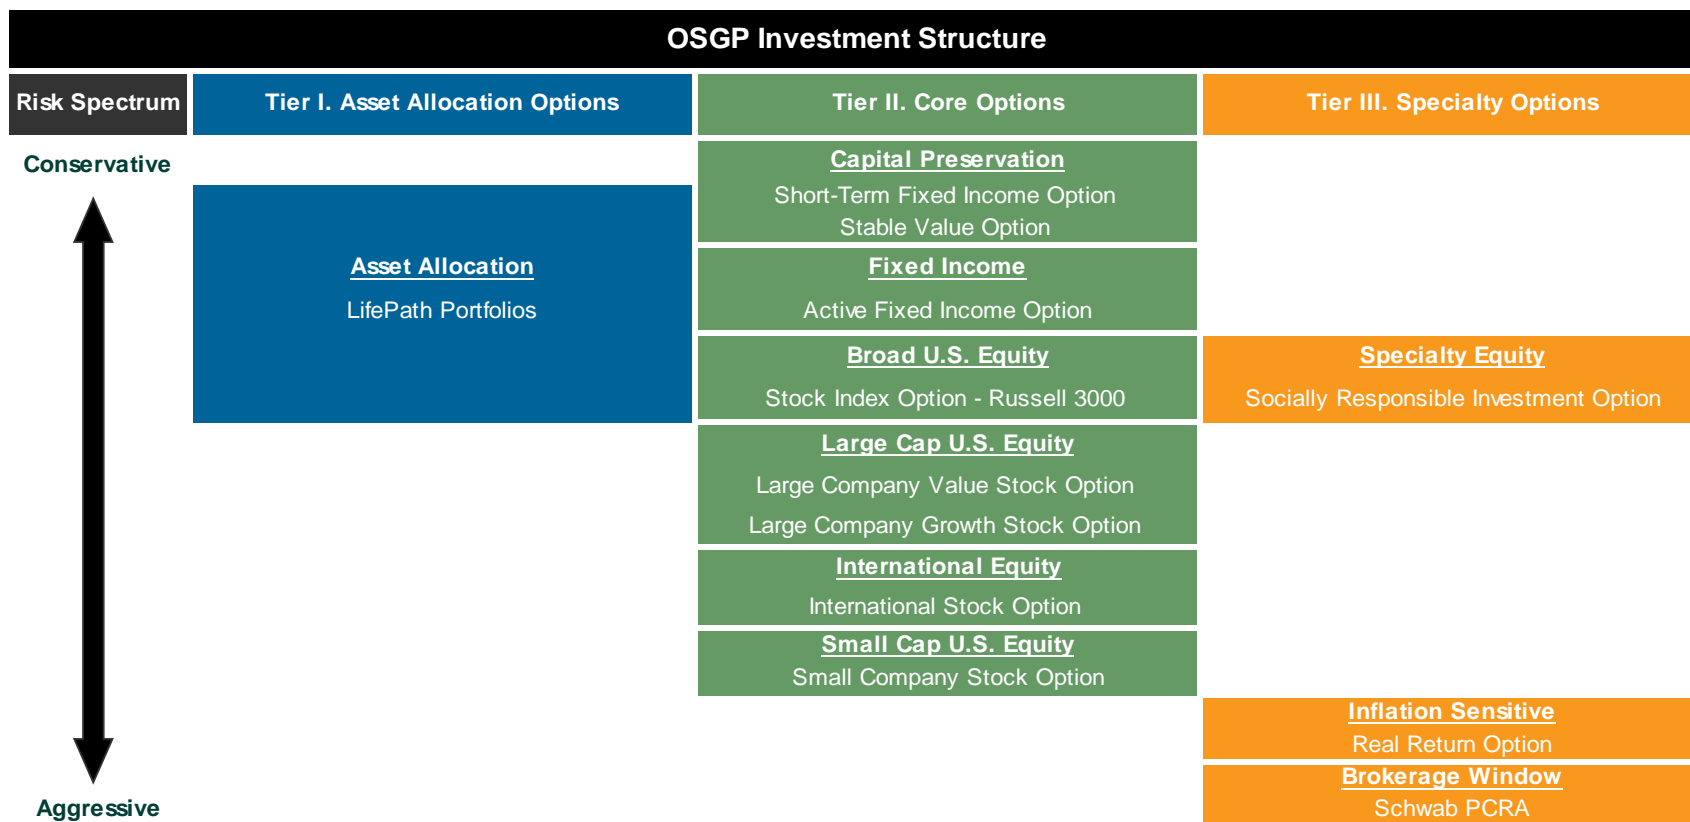 OSGP Investment Structure
Risk Spectrum
Tier I. Asset Allocation Options
Tier II. Core Options
Tier III. Specialty Options
Conservative
Aggressive
Asset Allocation
LifePath Portfolios
Capital Preservation
Short-Term Fixed Income Option
Stable Value Option
Fixed Income
Active Fixed Income Option
Broad U.S. Equity
Stock Index Option - Russell 3000
Large Cap U.S. Equity
Large Company Value Stock Option
Large Company Growth Stock Option
International Equity
International Stock Option
Small Cap U.S. Equity
Small Company Stock Option
Specialty Equity
Socially Responsible Investment Option
Inflation Sensitive
Real Return Option
Brokerage Window
Schwab PCRA